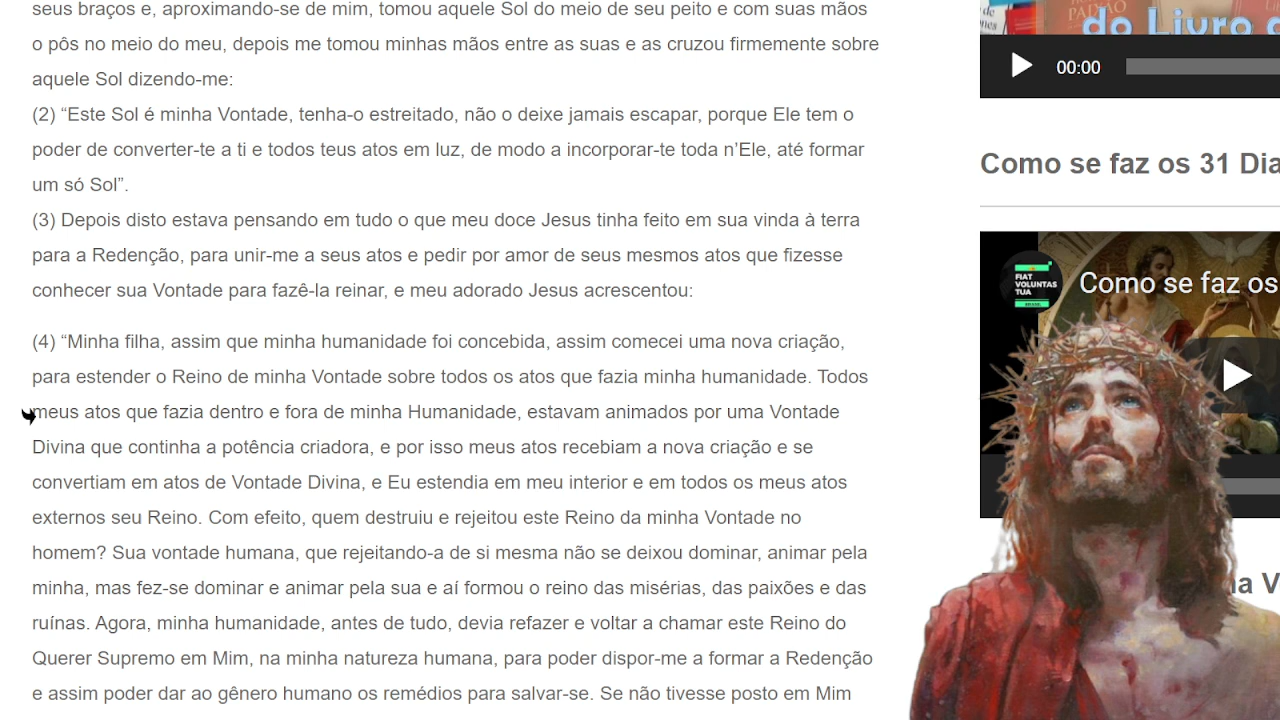 seus braços e, aproximando-se de mim, tomou aquele Sol do meio de seu peito e com suas mãos
o pôs no meio do meu, depois me tomou minhas mãos entre as suas e as cruzou firmemente sobre
aquele Sol dizendo-me:
(2) “Este Sol é minha Vontade, tenha-o estreitado, não o deixe jamais escapar, porque Ele tem o
poder de converter-te a ti e todos teus atos em luz, de modo a incorporar-te toda n’Ele, até formar
um só Sol”.
(3) Depois disto estava pensando em tudo o que meu doce Jesus tinha feito em sua vinda à terra
para a Redenção, para unir-me a seus atos e pedir por amor de seus mesmos atos que fizesse
conhecer sua Vontade para fazê-la reinar, e meu adorado Jesus acrescentou:
(4) “Minha filha, assim que minha humanidade foi concebida, assim comecei uma nova criação,
para estender o Reino de minha Vontade sobre todos os atos que fazia minha humanidade. Todos
meus atos que fazia dentro e fora de minha Humanidade, estavam animados por uma Vontade
Divina que continha a potência criadora, e por isso meus atos recebiam a nova criação e se
convertiam em atos de Vontade Divina, e Eu estendia em meu interior e em todos os meus atos
externos seu Reino. Com efeito, quem destruiu e rejeitou este Reino da minha Vontade no
homem? Sua vontade humana, que rejeitando-a de si mesma não se deixou dominar, animar pela
minha, mas fez-se dominar e animar pela sua e aí formou o reino das misérias, das paixões e das
ruínas. Agora, minha humanidade, antes de tudo, devia refazer e voltar a chamar este Reino do
Querer Supremo em Mim, na minha natureza humana, para poder dispor-me a formar a Redenção
e assim poder dar ao gênero humano os remédios para salvar-se. Se não tivesse posto em Mim
PAIXÃO
do Livro d
00:00
Como se faz os 31 Dia
FIAT
VOLUNTAS
TUA
Como se faz os
a V